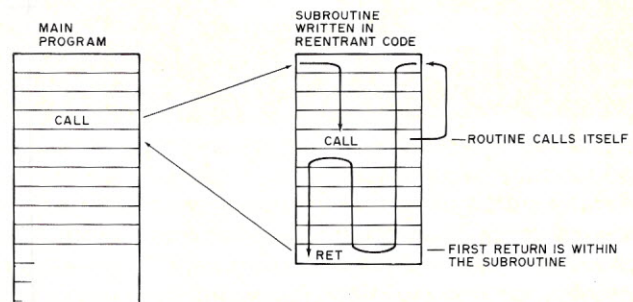 MAIN
PROGRAM
SUBROUTINE
WRITTEN IN
REENTRANT CODE
CALL
CALL
ROUTINE CALLS ITSELF
RET
FIRST RETURN IS WITHIN
THE SUBROUTINE